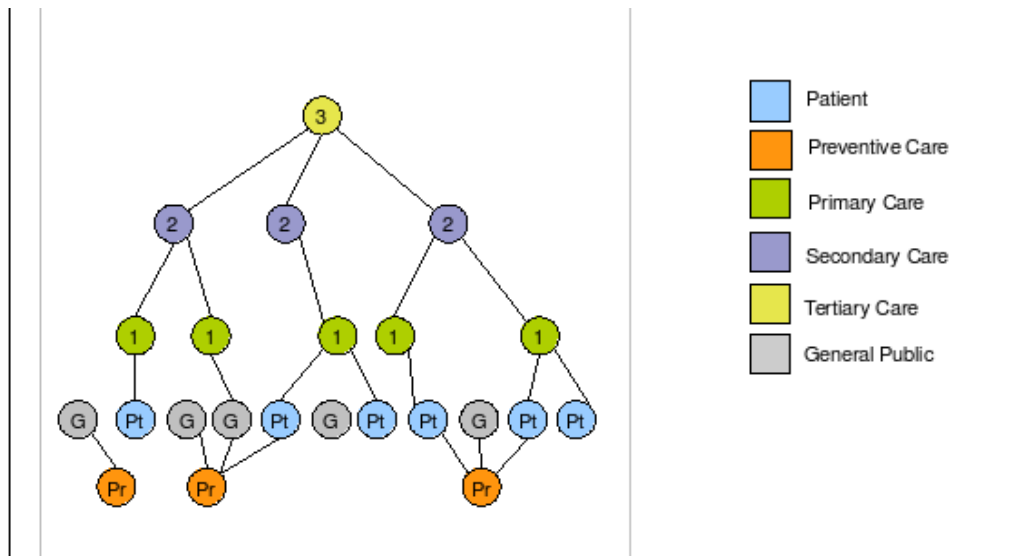 3
2 2 2
1 1 1 1 1
G Pt G G Pt G Pt Pt G Pt Pt
Pr Pr Pr
Patient
Preventive Care
Primary Care
Secondary Care
Tertiary Care
General Public